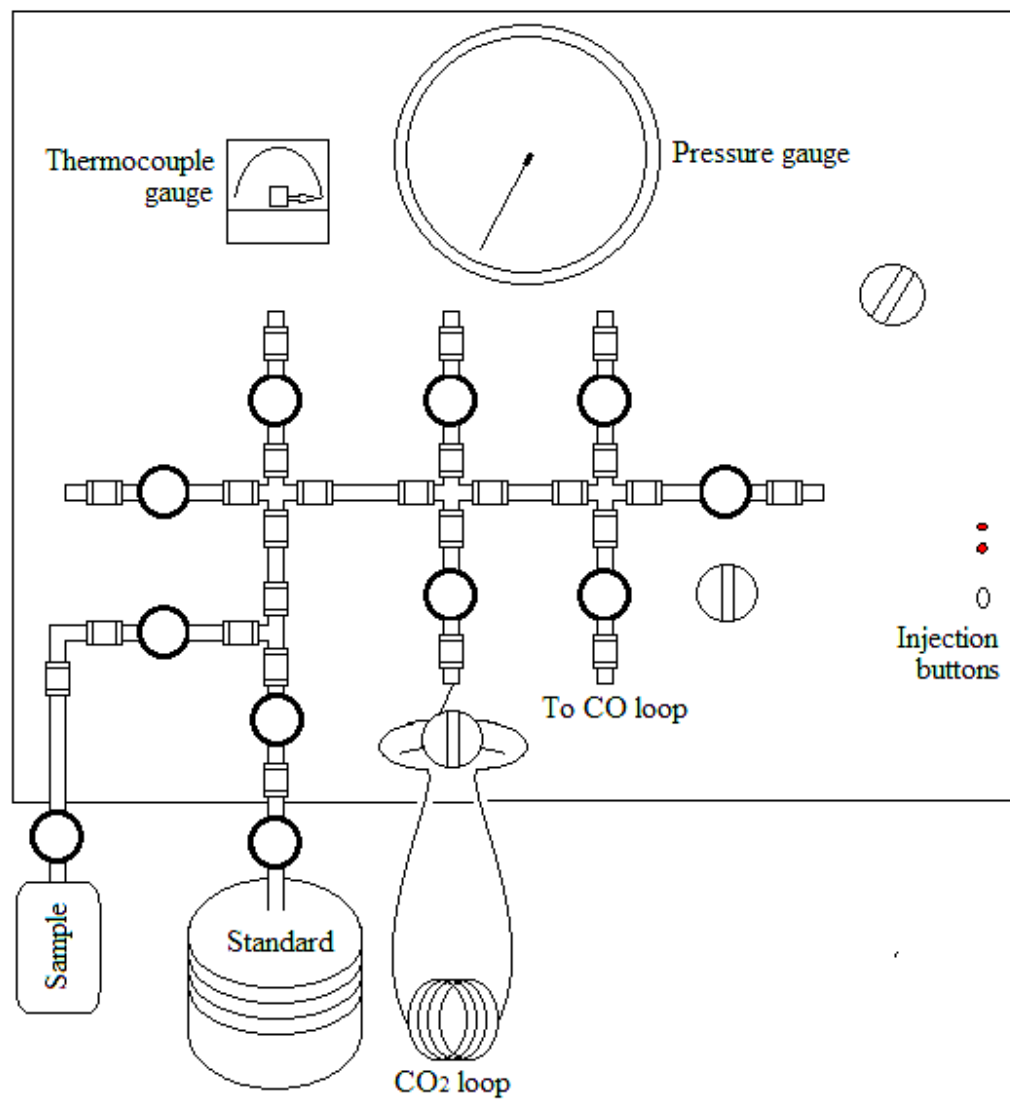 Thermocouple
gauge
Pressure gauge
Injection
buttons
To CO loop
Sample
Standard
CO2 loop